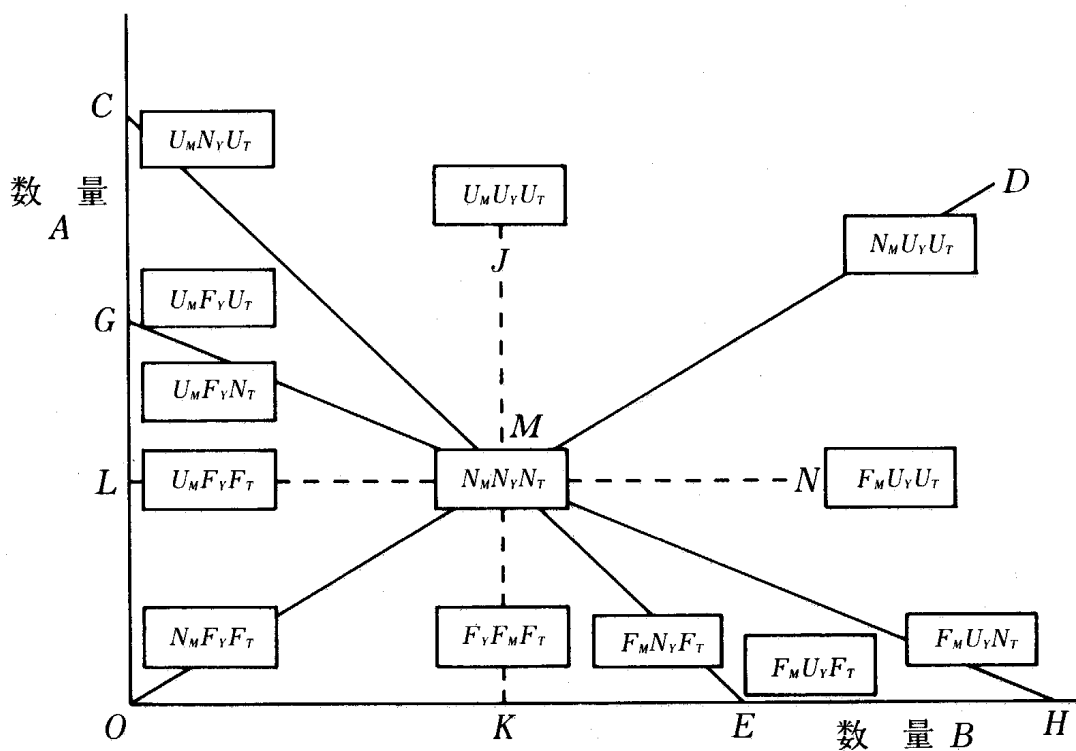 C
U_M N_Y U_T
数 量
A
U_M U_Y U_T
D
N_M U_Y U_T
J
U_M F_Y U_T
G
U_M F_Y N_T
M
L
U_M F_Y F_T
N_M N_Y N_T
N
F_M U_Y U_T
N_M F_Y F_T
F_Y F_M F_T
F_M N_Y F_T
F_M U_Y N_T
F_M U_Y F_T
O
K
E
数 量 B
H